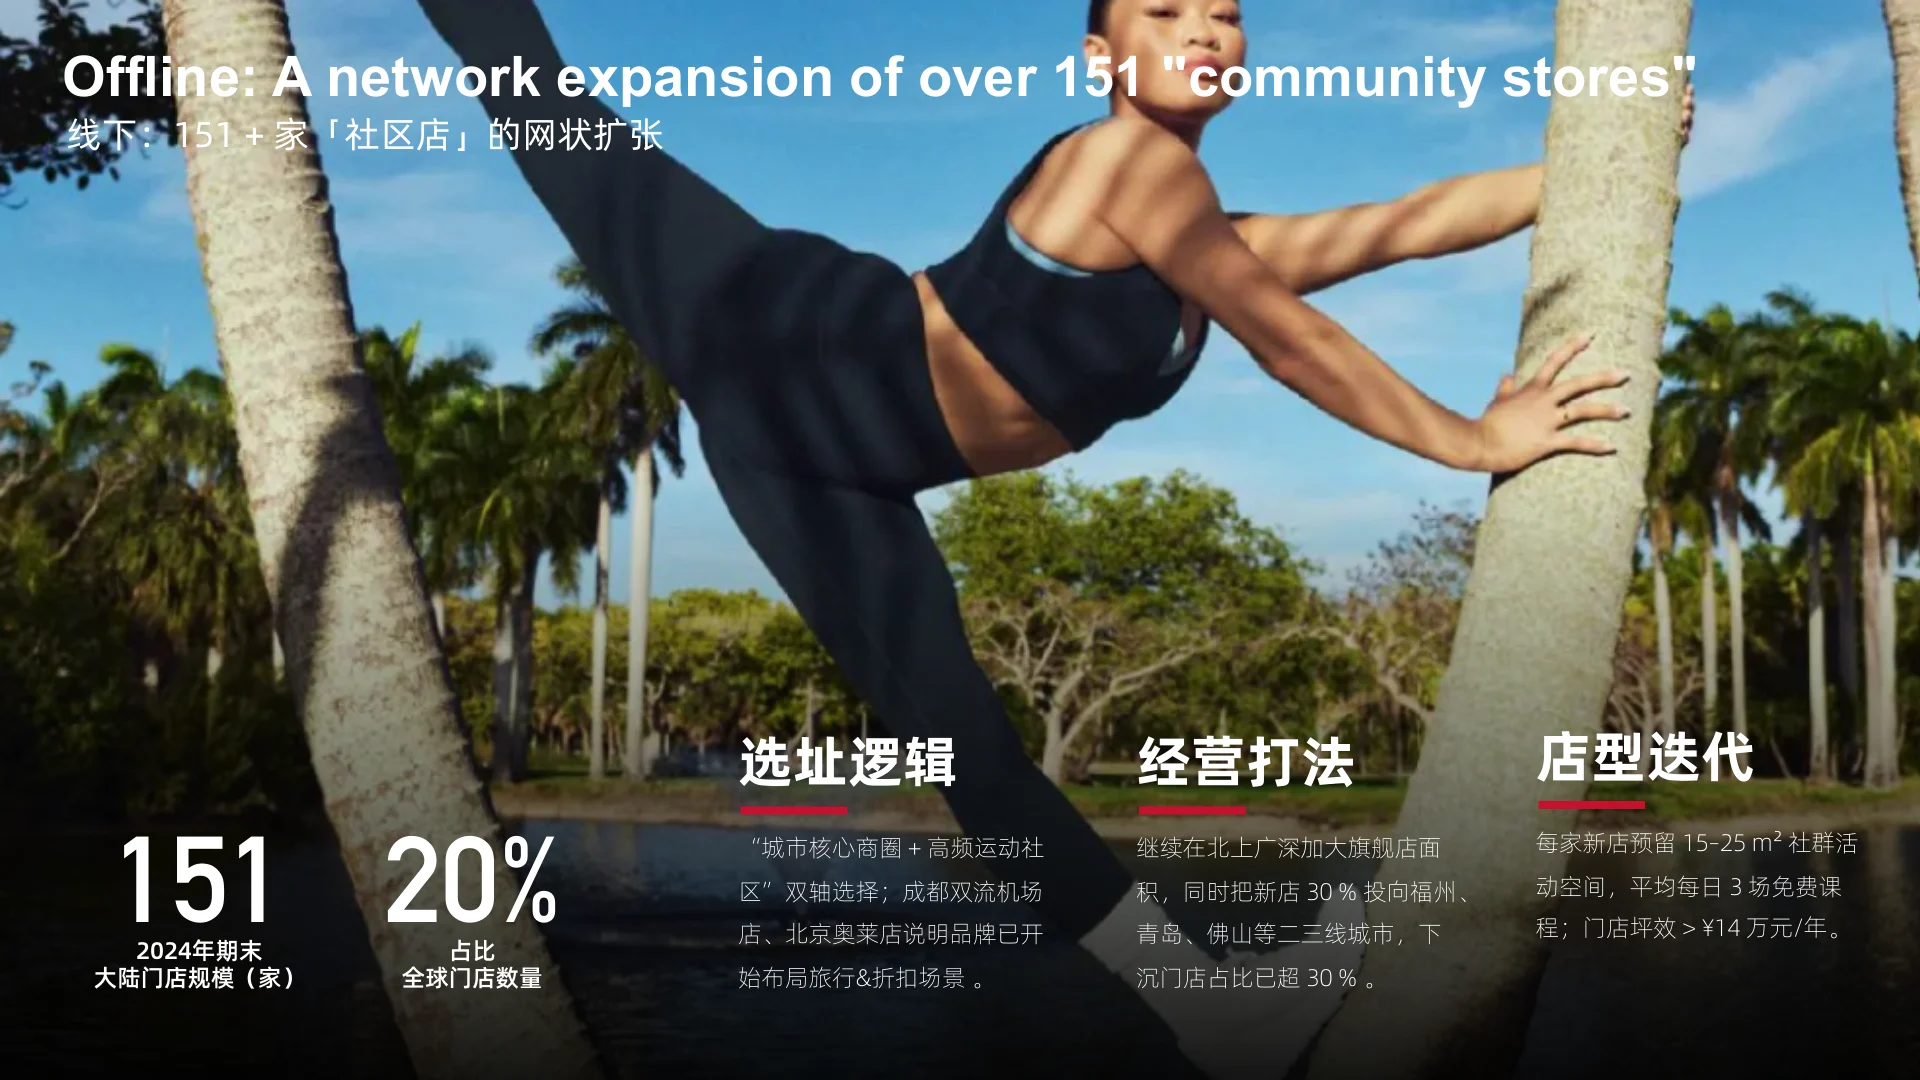 Offline: A network expansion of over 151 "community stores"
线下：151 + 家「社区店」的网状扩张
151
2024年期末
大陆门店规模（家）
20%
占比
全球门店数量
选址逻辑
“城市核心商圈 + 高频运动社
区”双轴选择；成都双流机场
店、北京奥莱店说明品牌已开
始布局旅行&折扣场景 。
经营打法
继续在北上广深加大旗舰店面
积，同时把新店 30 % 投向福州、
青岛、佛山等二三线城市，下
沉门店占比已超 30 % 。
店型迭代
每家新店预留 15–25 m² 社群活
动空间，平均每日 3 场免费课
程；门店坪效 > ¥14 万元/年。